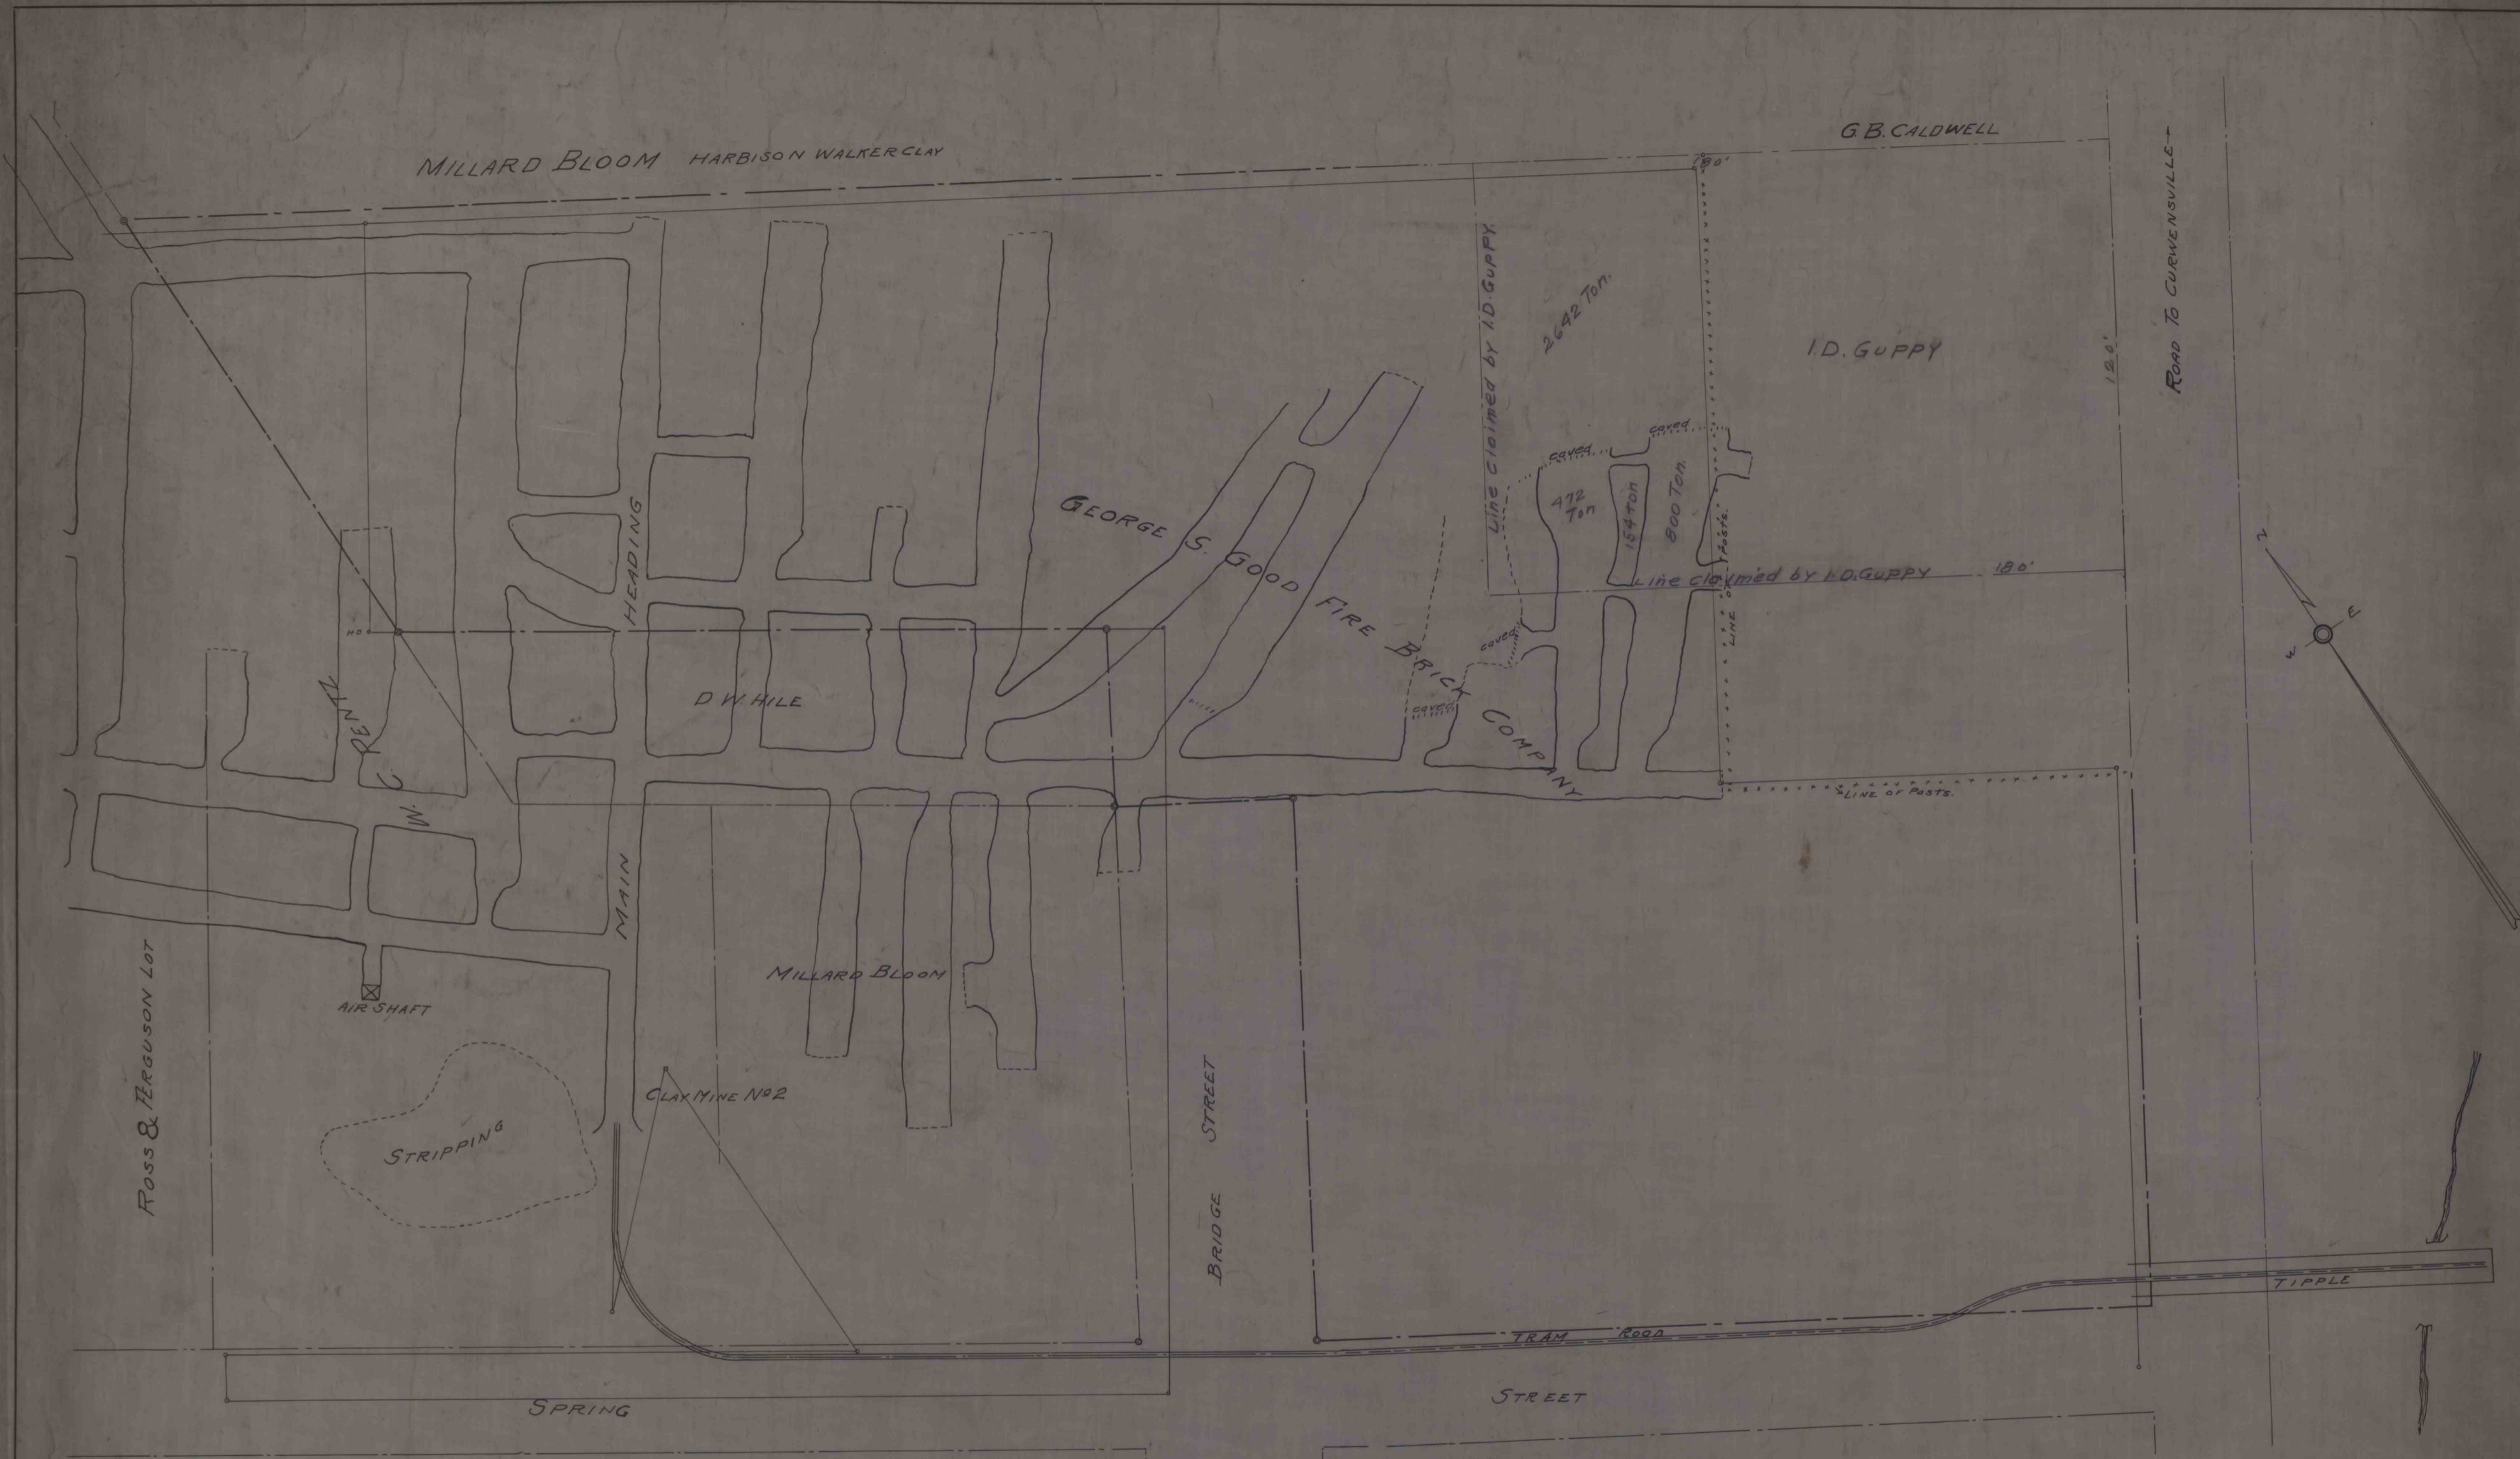 G.B. CALDWELL
MILLARD BLOOM HARBISON WALKER CLAY
80'
ROAD TO CURWENSVILLE
Line Claimed by I.D. GUPPY.
2642 Ton.
I.D. GUPPY
120'
caved
caved
472
Ton
154 Ton
800 Ton.
LINE OF POSTS.
GEORGE S. GOOD FIRE BRICK COMPANY
Line claimed by I.D. GUPPY 180'
N
E
W
MAIN HEADING
caved
caved
D.W. HILE
W. C. PENTZ
LINE OF POSTS.
MILLARD BLOOM
AIR SHAFT
CLAY MINE No 2
STRIPPING
ROSS & FERGUSON LOT
BRIDGE STREET
TIPPLE
TRAM ROAD
SPRING STREET